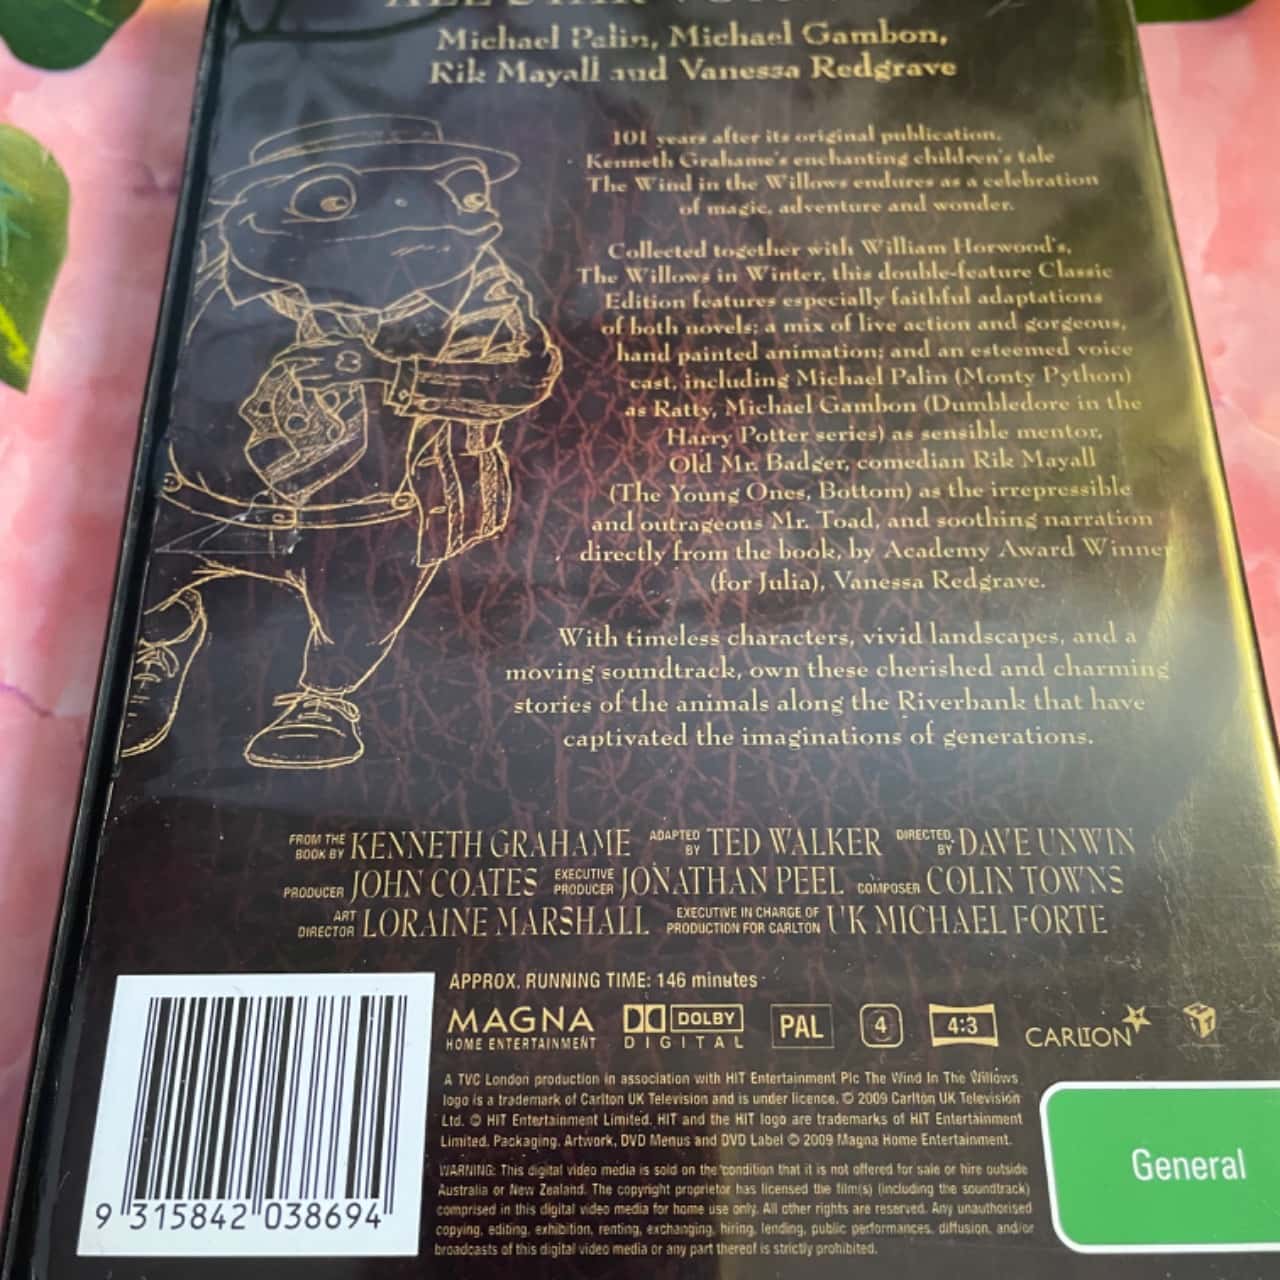 Michael Palin, Michael Gambon,
Rik Mayall and Vanessa Redgrave
101 years after its original publication,
Kenneth Grahame's enchanting children's tale
The Wind in the Willows endures as a celebration
of magic, adventure and wonder.
Collected together with William Horwood's,
The Willows in Winter, this double-feature Classic
Edition features especially faithful adaptations
of both novels; a mix of live action and gorgeous,
hand painted animation; and an esteemed voice
cast, including Michael Palin (Monty Python)
as Ratty, Michael Gambon (Dumbledore in the
Harry Potter series) as sensible mentor,
Old Mr. Badger, comedian Rik Mayall
(The Young Ones, Bottom) as the irrepressible
and outrageous Mr. Toad, and soothing narration
directly from the book, by Academy Award Winner
(for Julia), Vanessa Redgrave.
With timeless characters, vivid landscapes, and a
moving soundtrack, own these cherished and charming
stories of the animals along the Riverbank that have
captivated the imaginations of generations.
FROM THE BOOK BY KENNETH GRAHAME ADAPTED BY TED WALKER DIRECTED BY DAVE UNWIN
PRODUCER JOHN COATES EXECUTIVE PRODUCER JONATHAN PEEL COMPOSER COLIN TOWNS
ART DIRECTOR LORAINE MARSHALL EXECUTIVE IN CHARGE OF PRODUCTION FOR CARLTON UK MICHAEL FORTE
APPROX. RUNNING TIME: 146 minutes
MAGNA HOME ENTERTAINMENT DOLBY DIGITAL PAL 4 4:3 CARLTON HIT
A TVC London production in association with HIT Entertainment Plc The Wind In The Willows
logo is a trademark of Carlton UK Television and is under licence. © 2009 Carlton UK Television
Ltd. © HIT Entertainment Limited. HIT and the HIT logo are trademarks of HIT Entertainment
Limited. Packaging, Artwork, DVD Menus and DVD Label © 2009 Magna Home Entertainment.
WARNING: This digital video media is sold on the condition that it is not offered for sale or hire outside
Australia or New Zealand. The copyright proprietor has licensed the film(s) (including the soundtrack)
comprised in this digital video media for home use only. All other rights are reserved. Any unauthorised
copying, editing, exhibition, renting, exchanging, hiring, lending, public performances, diffusion, and/or
broadcasts of this digital video media or any part thereof is strictly prohibited.
General
9 315842 038694